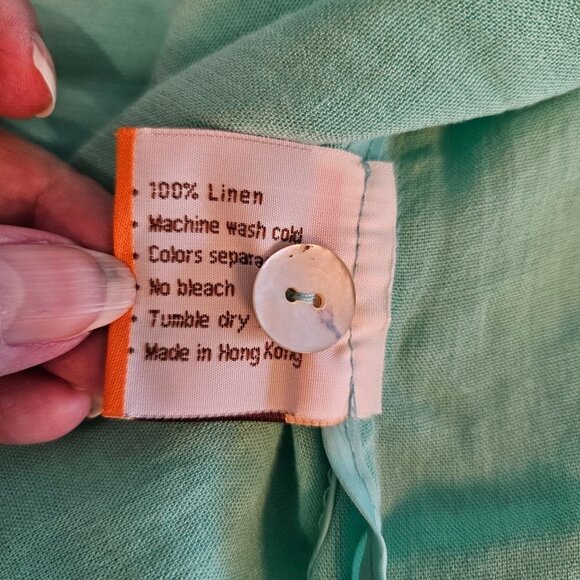 • 100% Linen
• Machine wash cold
• Colors separa
• No bleach
• Tumble dry
• Made in Hong Kong